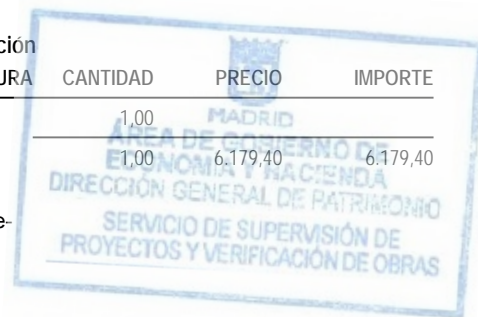 ción
URA CANTIDAD PRECIO IMPORTE
1,00
MADRID
ÁREA DE GOBIERNO DE
1,00 6.179,40 6.179,40
ECONOMÍA Y HACIENDA
DIRECCIÓN GENERAL DE PATRIMONIO
e-
SERVICIO DE SUPERVISIÓN DE
PROYECTOS Y VERIFICACIÓN DE OBRAS